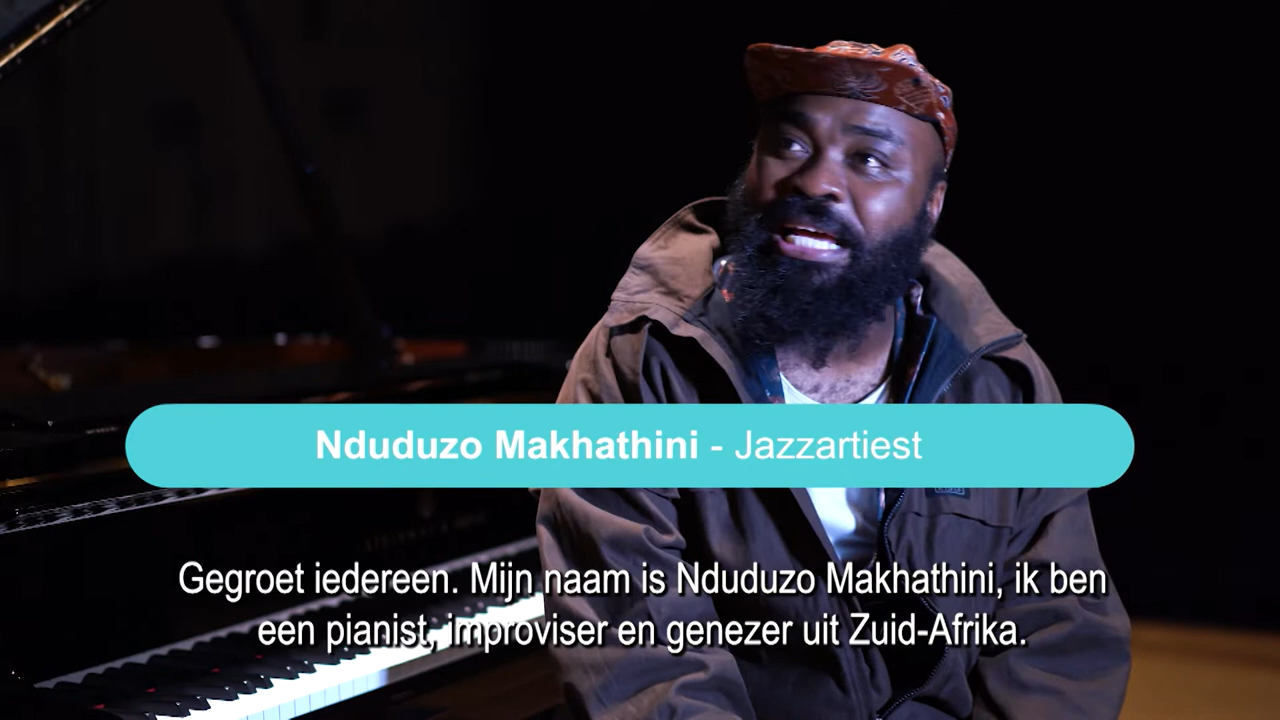 Nduduzo Makhathini - Jazzartiest
Gegroet iedereen. Mijn naam is Nduduzo Makhathini, ik ben
een pianist, improviser en genezer uit Zuid-Afrika.